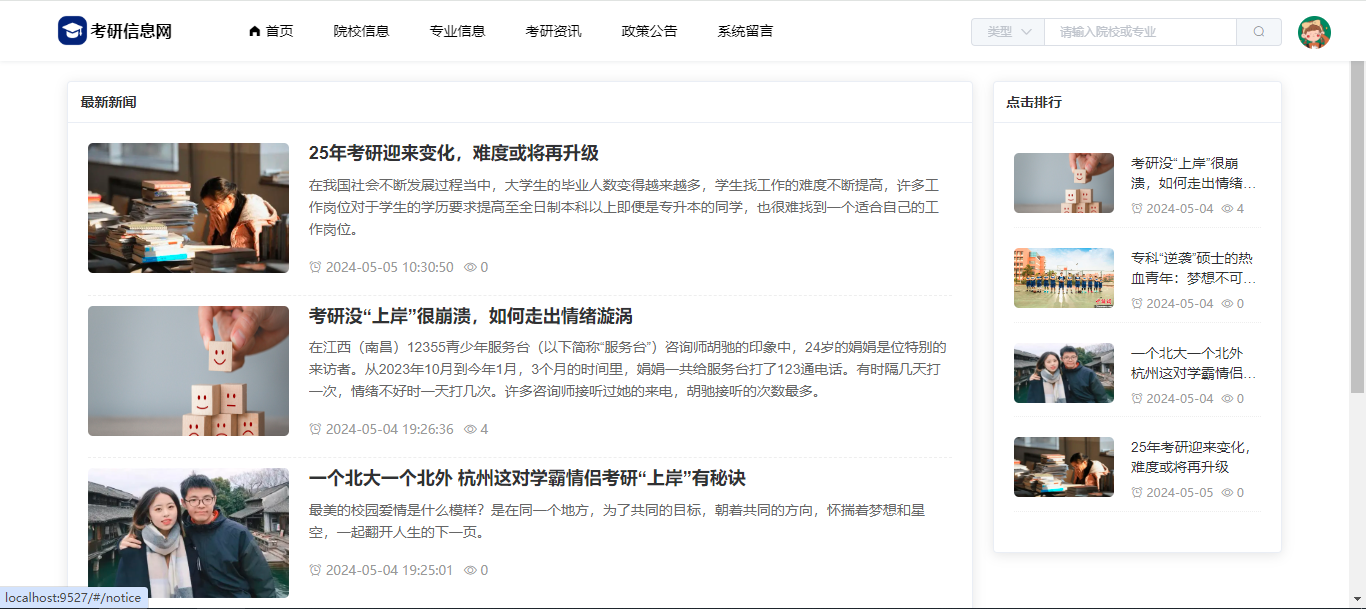 考研信息网
首页
院校信息
专业信息
考研资讯
政策公告
系统留言
类型
请输入院校或专业
最新新闻
25年考研迎来变化，难度或将再升级
在我国社会不断发展过程当中，大学生的毕业人数变得越来越多，学生找工作的难度不断提高，许多工
作岗位对于学生的学历要求提高至全日制本科以上即便是专升本的同学，也很难找到一个适合自己的工
作岗位。
2024-05-05 10:30:50 0
考研没“上岸”很崩溃，如何走出情绪漩涡
在江西（南昌）12355青少年服务台（以下简称“服务台”）咨询师胡驰的印象中，24岁的娟娟是位特别的
来访者。从2023年10月到今年1月，3个月的时间里，娟娟一共给服务台打了123通电话。有时隔几天打
一次，情绪不好时一天打几次。许多咨询师接听过她的来电，胡驰接听的次数最多。
2024-05-04 19:26:36 4
一个北大一个北外 杭州这对学霸情侣考研“上岸”有秘诀
最美的校园爱情是什么模样？是在同一个地方，为了共同的目标，朝着共同的方向，怀揣着梦想和星
空，一起翻开人生的下一页。
2024-05-04 19:25:01 0
点击排行
考研没“上岸”很崩
溃，如何走出情绪…
2024-05-04 4
专科“逆袭”硕士的热
血青年：梦想不可…
2024-05-04 0
一个北大一个北外
杭州这对学霸情侣…
2024-05-04 0
25年考研迎来变化，
难度或将再升级
2024-05-05 0
localhost:9527/#/notice